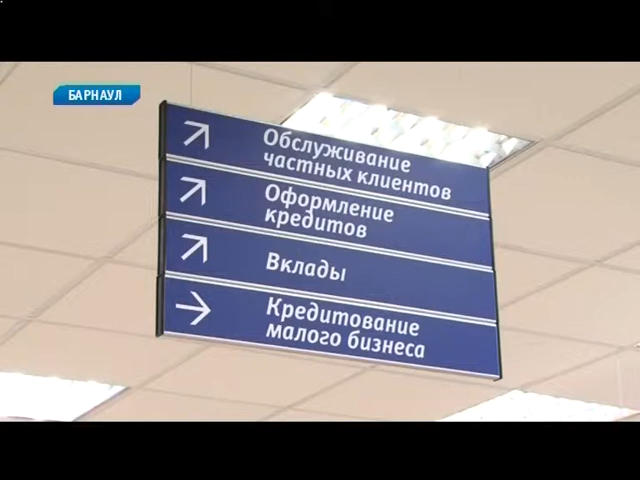 БАРНАУЛ
Обслуживание
частных клиентов
Оформление
кредитов
Вклады
Кредитование
малого бизнеса